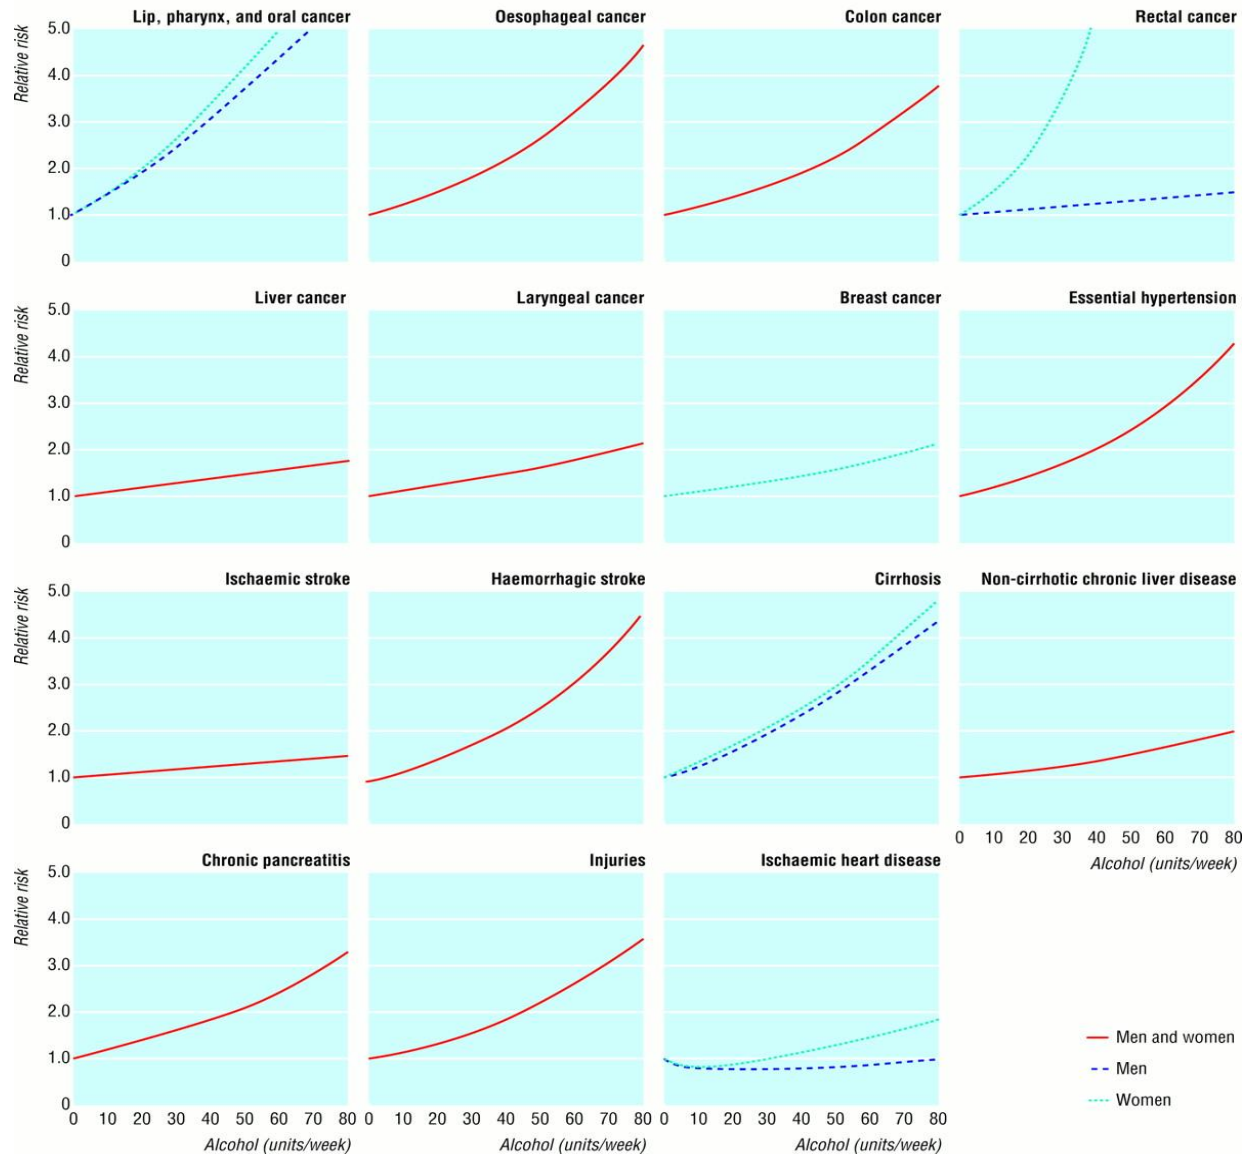 Lip, pharynx, and oral cancer
Oesophageal cancer
Colon cancer
Rectal cancer
Relative risk
5.0
4.0
3.0
2.0
1.0
0
Liver cancer
Laryngeal cancer
Breast cancer
Essential hypertension
Relative risk
5.0
4.0
3.0
2.0
1.0
0
Ischaemic stroke
Haemorrhagic stroke
Cirrhosis
Non-cirrhotic chronic liver disease
Relative risk
5.0
4.0
3.0
2.0
1.0
0
0 10 20 30 40 50 60 70 80
Alcohol (units/week)
Chronic pancreatitis
Injuries
Ischaemic heart disease
Relative risk
5.0
4.0
3.0
2.0
1.0
0
0 10 20 30 40 50 60 70 80
Alcohol (units/week)
0 10 20 30 40 50 60 70 80
Alcohol (units/week)
0 10 20 30 40 50 60 70 80
Alcohol (units/week)
Men and women
Men
Women